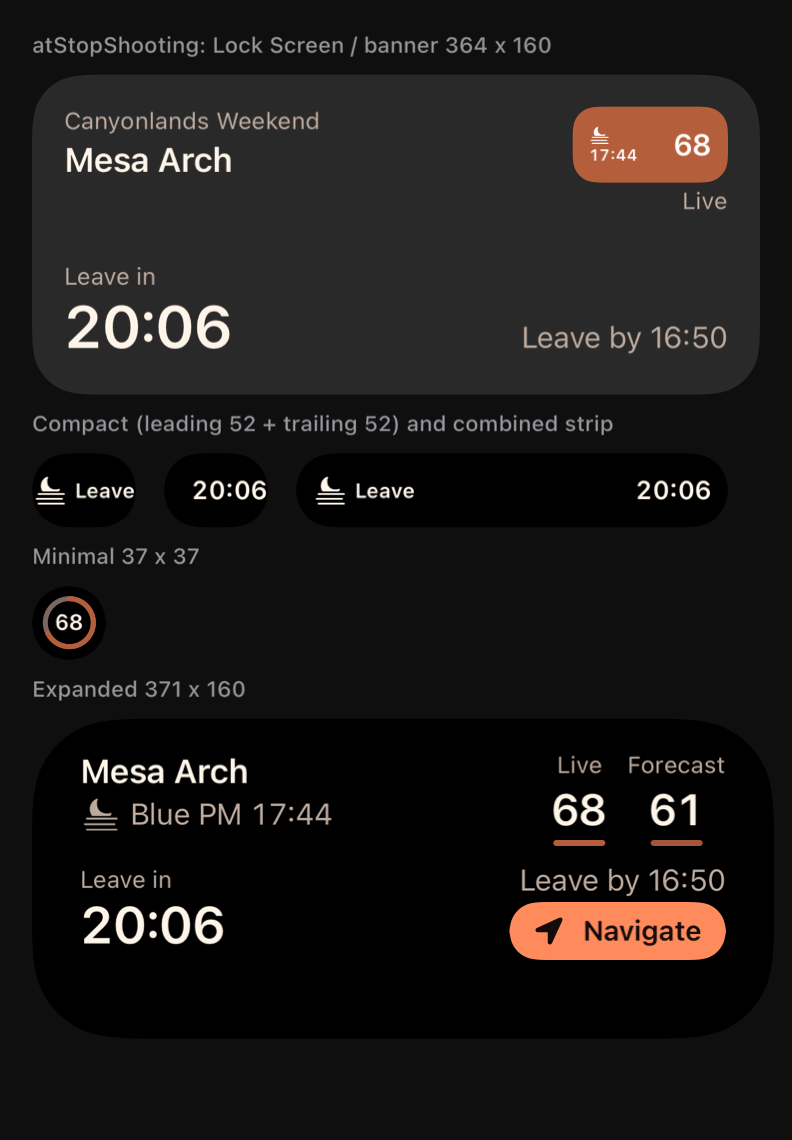 atStopShooting: Lock Screen / banner 364 x 160
Canyonlands Weekend
Mesa Arch
17:44
68
Live
Leave in
20:06
Leave by 16:50
Compact (leading 52 + trailing 52) and combined strip
Leave
20:06
Leave
20:06
Minimal 37 x 37
68
Expanded 371 x 160
Mesa Arch
Blue PM 17:44
Live Forecast
68 61
Leave in
20:06
Leave by 16:50
Navigate